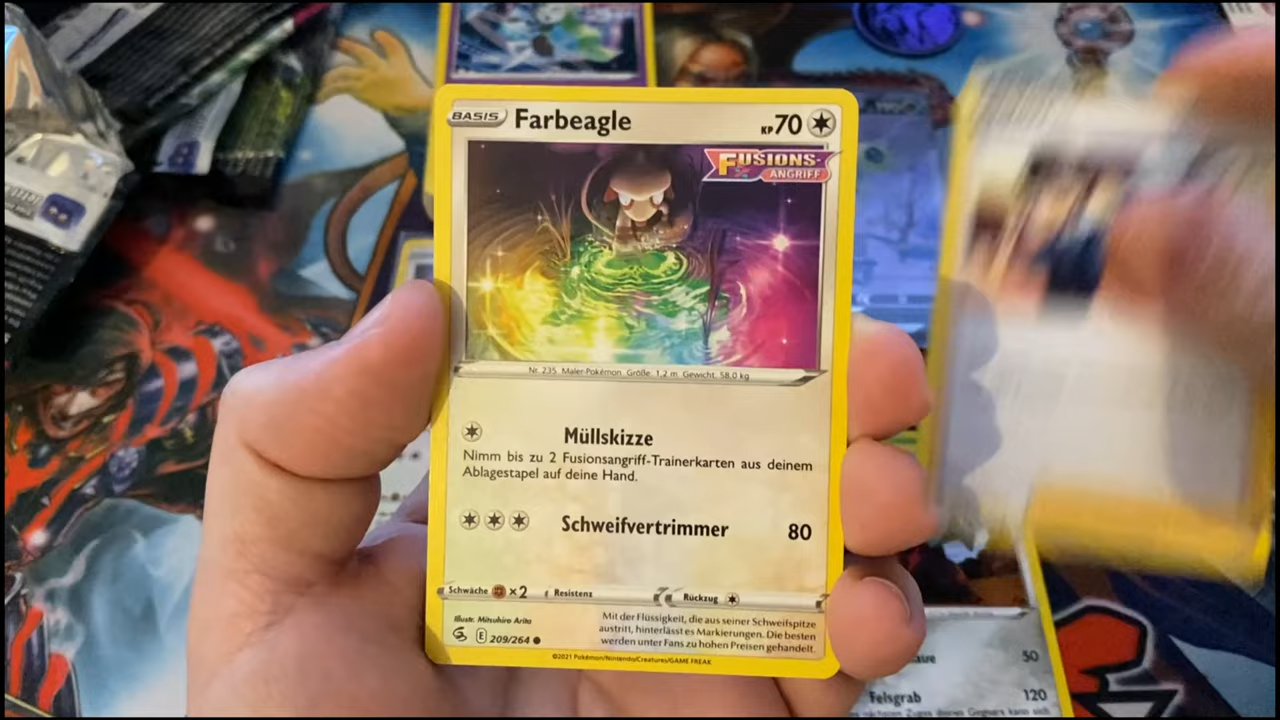 BASIS Farbeagle KP70
FUSIONS-
ANGRIFF
Nr. 235 Maler-Pokémon. Größe: 1,2 m. Gewicht: 58,0 kg
Müllskizze
Nimm bis zu 2 Fusionsangriff-Trainerkarten aus deinem
Ablagestapel auf deine Hand.
Schweifvertrimmer 80
Schwäche ×2 Resistenz Rückzug
Illustr. Mitsuhiro Arita
E 209/264
Mit der Flüssigkeit, die aus seiner Schweifspitze
austritt, hinterlässt es Markierungen. Die besten
werden unter Fans zu hohen Preisen gehandelt.
©2021 Pokémon/Nintendo/Creatures/GAME FREAK
50
Felsgrab 120